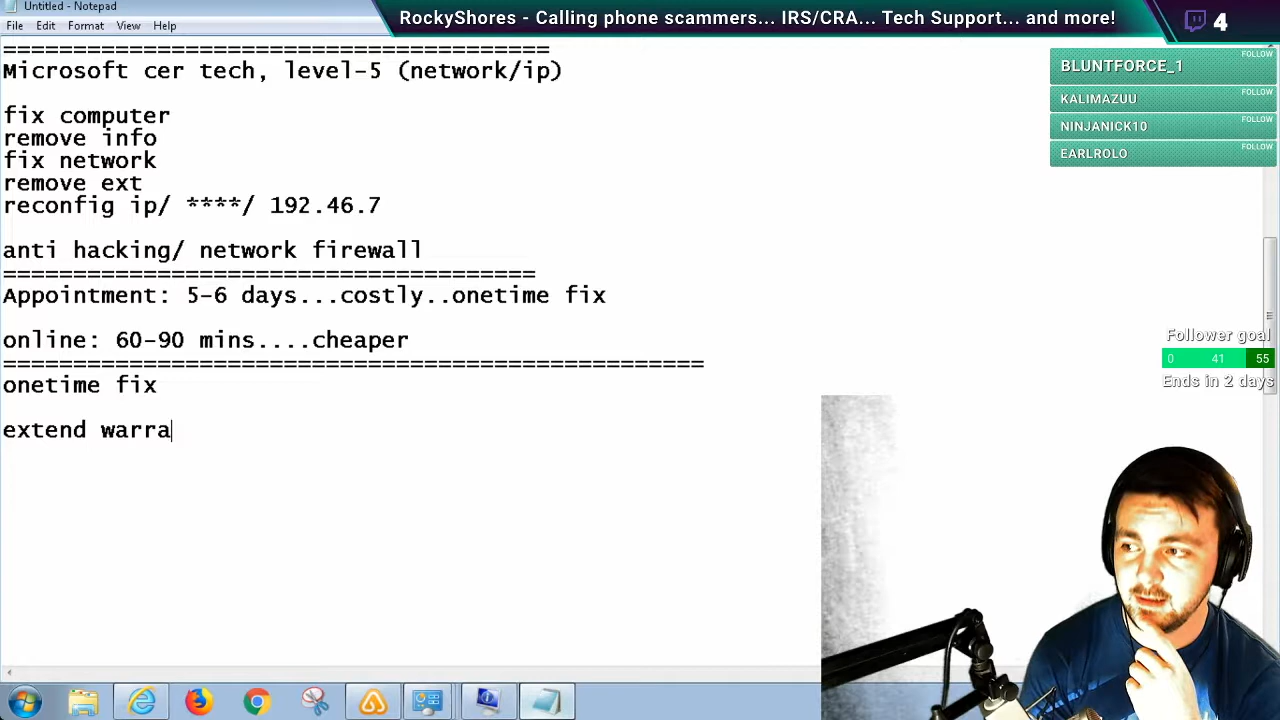 Untitled - Notepad
File Edit Format View Help
RockyShores - Calling phone scammers... IRS/CRA... Tech Support... and more!
4
=======================================
Microsoft cer tech, level-5 (network/ip)
fix computer
remove info
fix network
remove ext
reconfig ip/ ****/ 192.46.7
anti hacking/ network firewall
======================================
Appointment: 5-6 days...costly..onetime fix
online: 60-90 mins....cheaper
==================================================
onetime fix
extend warra
FOLLOW
BLUNTFORCE_1
FOLLOW
KALIMAZUU
FOLLOW
NINJANICK10
FOLLOW
EARLROLO
Follower goal
0 41 55
Ends in 2 days